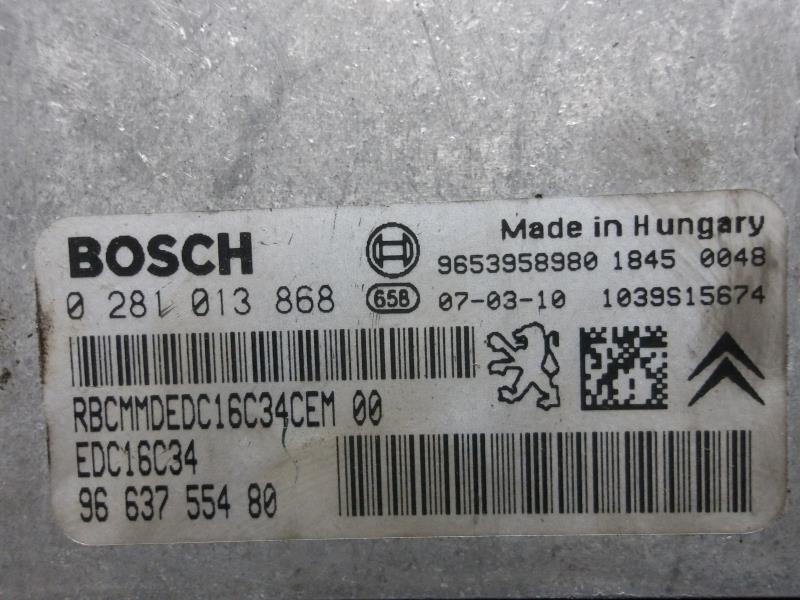 BOSCH
Made in Hungary
9653958980 1845 0048
0 281 013 868 658 07-03-10 1039S15674
RBCMMDEDC16C34CEM 00
EDC16C34
96 637 554 80